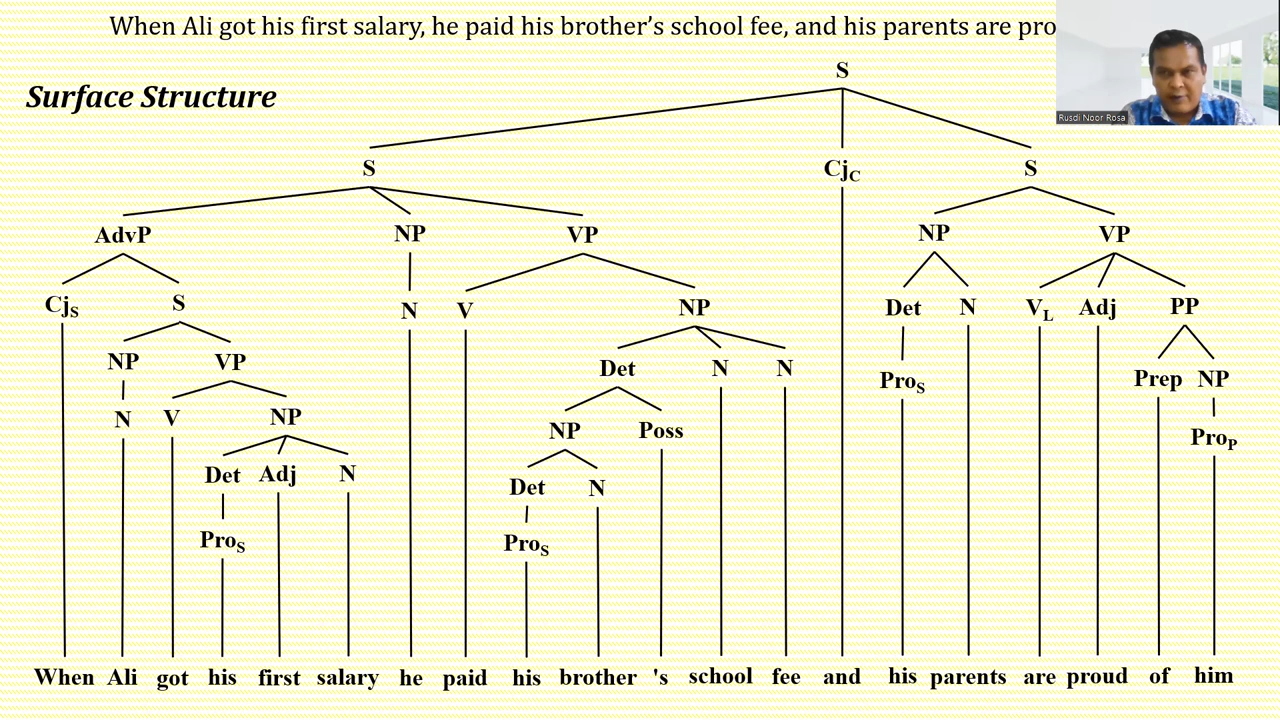 When Ali got his first salary, he paid his brother’s school fee, and his parents are pro
Rusdi Noor Rosa
Surface Structure
S
S CjC S
AdvP NP VP NP VP
CjS S N V NP Det N VL Adj PP
NP VP Det N N ProS Prep NP
N V NP NP Poss ProP
Det Adj N Det N
ProS ProS
When Ali got his first salary he paid his brother 's school fee and his parents are proud of him